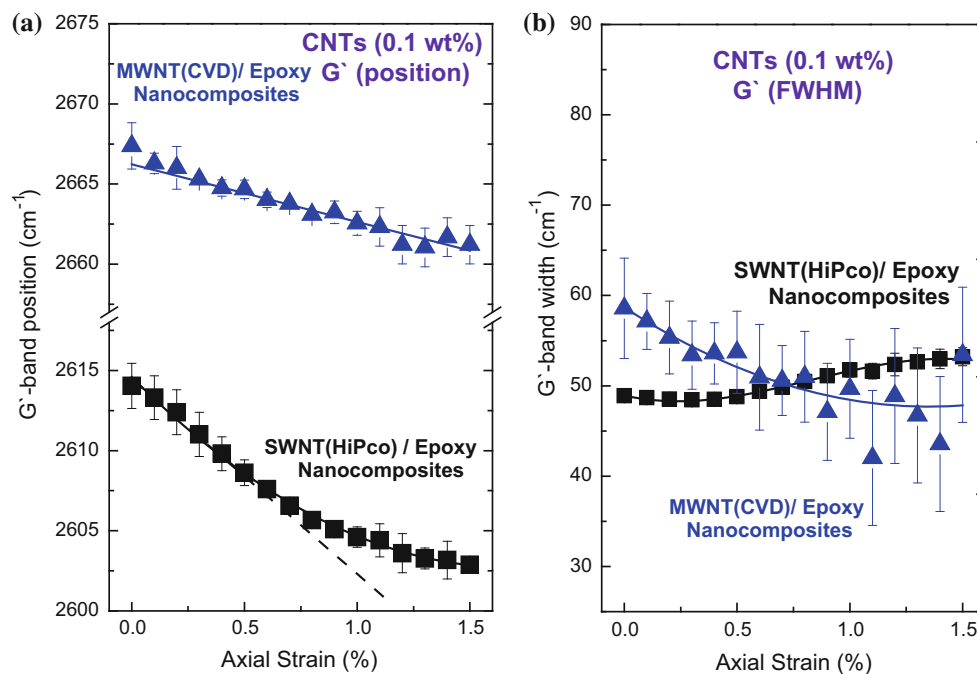 (a)
CNTs (0.1 wt%)
G` (position)
MWNT(CVD)/ Epoxy
Nanocomposites
SWNT(HiPco) / Epoxy
Nanocomposites
G`-band position (cm-1)
2675
2670
2665
2660
2615
2610
2605
2600
0.0 0.5 1.0 1.5
Axial Strain (%)
(b)
CNTs (0.1 wt%)
G` (FWHM)
SWNT(HiPco)/ Epoxy
Nanocomposites
MWNT(CVD)/ Epoxy
Nanocomposites
G`-band width (cm-1)
90
80
70
60
50
40
30
0.0 0.5 1.0 1.5
Axial Strain (%)